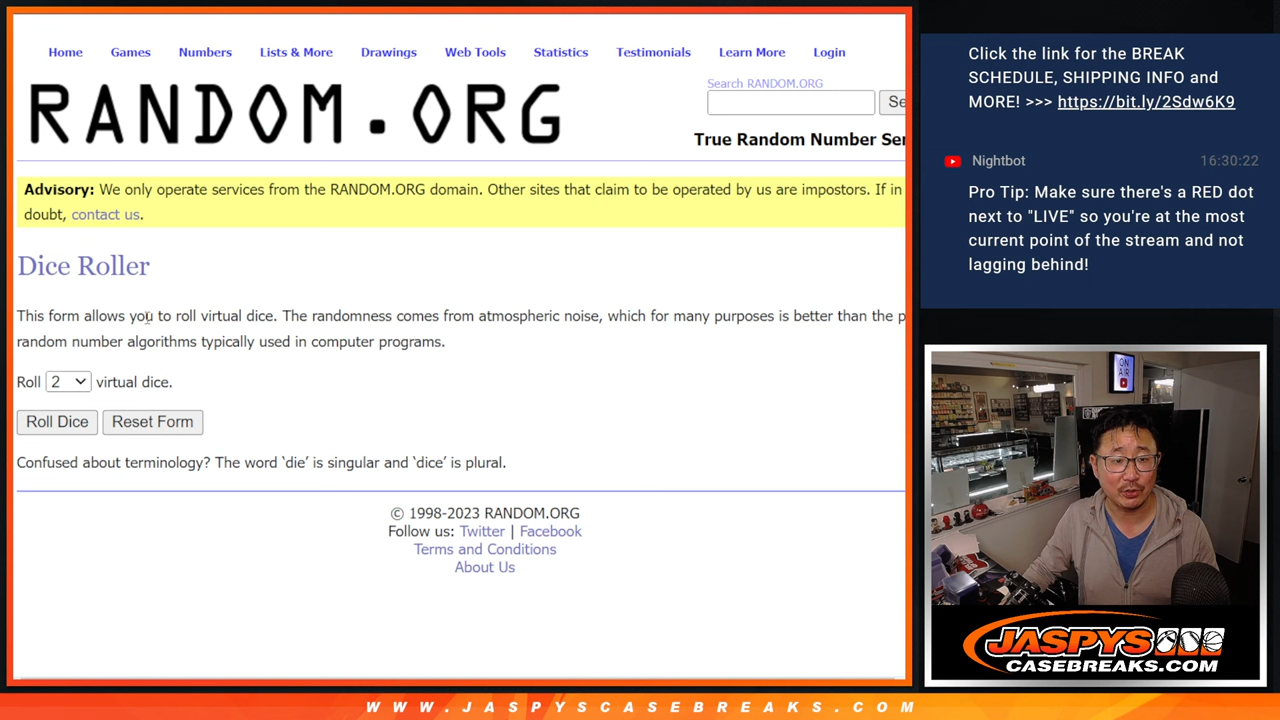 Home Games Numbers Lists & More Drawings Web Tools Statistics Testimonials Learn More Login
RANDOM.ORG
Search RANDOM.ORG
Se
True Random Number Ser
Advisory: We only operate services from the RANDOM.ORG domain. Other sites that claim to be operated by us are impostors. If in
doubt, contact us.
Dice Roller
This form allows you to roll virtual dice. The randomness comes from atmospheric noise, which for many purposes is better than the p
random number algorithms typically used in computer programs.
Roll 2 virtual dice.
Roll Dice Reset Form
Confused about terminology? The word ‘die’ is singular and ‘dice’ is plural.
© 1998-2023 RANDOM.ORG
Follow us: Twitter | Facebook
Terms and Conditions
About Us
Click the link for the BREAK
SCHEDULE, SHIPPING INFO and
MORE! >>> https://bit.ly/2Sdw6K9
Nightbot 16:30:22
Pro Tip: Make sure there's a RED dot
next to "LIVE" so you're at the most
current point of the stream and not
lagging behind!
ON
AIR
JASPYS
CASEBREAKS.COM
WWW.JASPYSCASEBREAKS.COM